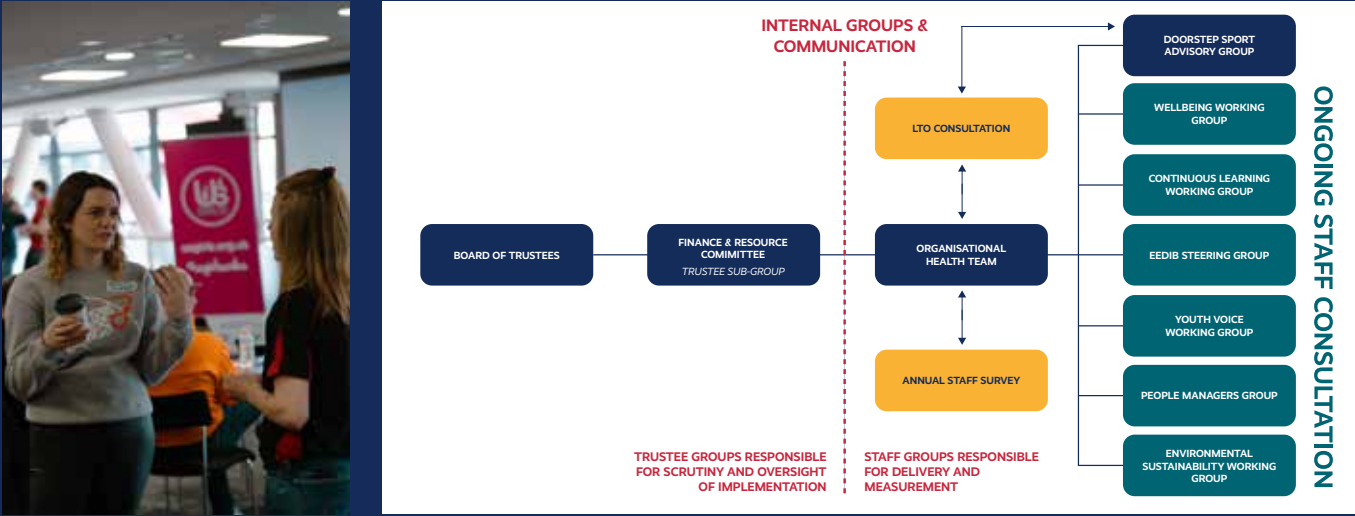 INTERNAL GROUPS &
COMMUNICATION
DOORSTEP SPORT
ADVISORY GROUP
LTO CONSULTATION
WELLBEING WORKING
GROUP
CONTINUOUS LEARNING
WORKING GROUP
BOARD OF TRUSTEES
FINANCE & RESOURCE
COMMITTEE
TRUSTEE SUB-GROUP
ORGANISATIONAL
HEALTH TEAM
EEDIB STEERING GROUP
YOUTH VOICE
WORKING GROUP
ANNUAL STAFF SURVEY
PEOPLE MANAGERS GROUP
ENVIRONMENTAL
SUSTAINABILITY WORKING
GROUP
TRUSTEE GROUPS RESPONSIBLE
FOR SCRUTINY AND OVERSIGHT
OF IMPLEMENTATION
STAFF GROUPS RESPONSIBLE
FOR DELIVERY AND
MEASUREMENT
ONGOING STAFF CONSULTATION